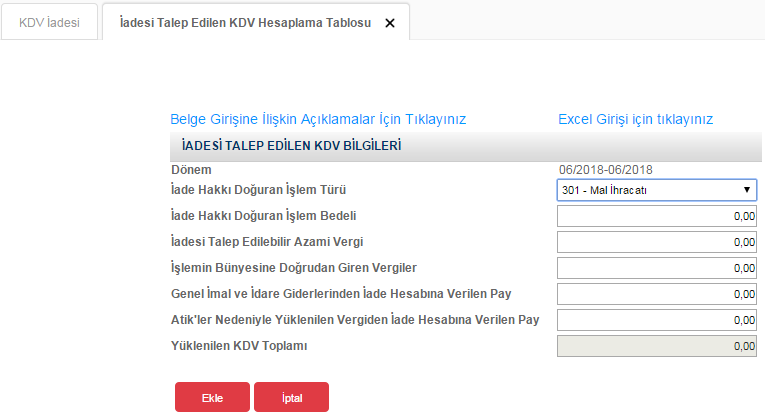 KDV İadesi
İadesi Talep Edilen KDV Hesaplama Tablosu ×
Belge Girişine İlişkin Açıklamalar İçin Tıklayınız
Excel Girişi için tıklayınız
İADESİ TALEP EDİLEN KDV BİLGİLERİ
Dönem 06/2018-06/2018
İade Hakkı Doğuran İşlem Türü 301 - Mal İhracatı
İade Hakkı Doğuran İşlem Bedeli 0,00
İadesi Talep Edilebilir Azami Vergi 0,00
İşlemin Bünyesine Doğrudan Giren Vergiler 0,00
Genel İmal ve İdare Giderlerinden İade Hesabına Verilen Pay 0,00
Atik'ler Nedeniyle Yüklenilen Vergiden İade Hesabına Verilen Pay 0,00
Yüklenilen KDV Toplamı 0,00
Ekle İptal